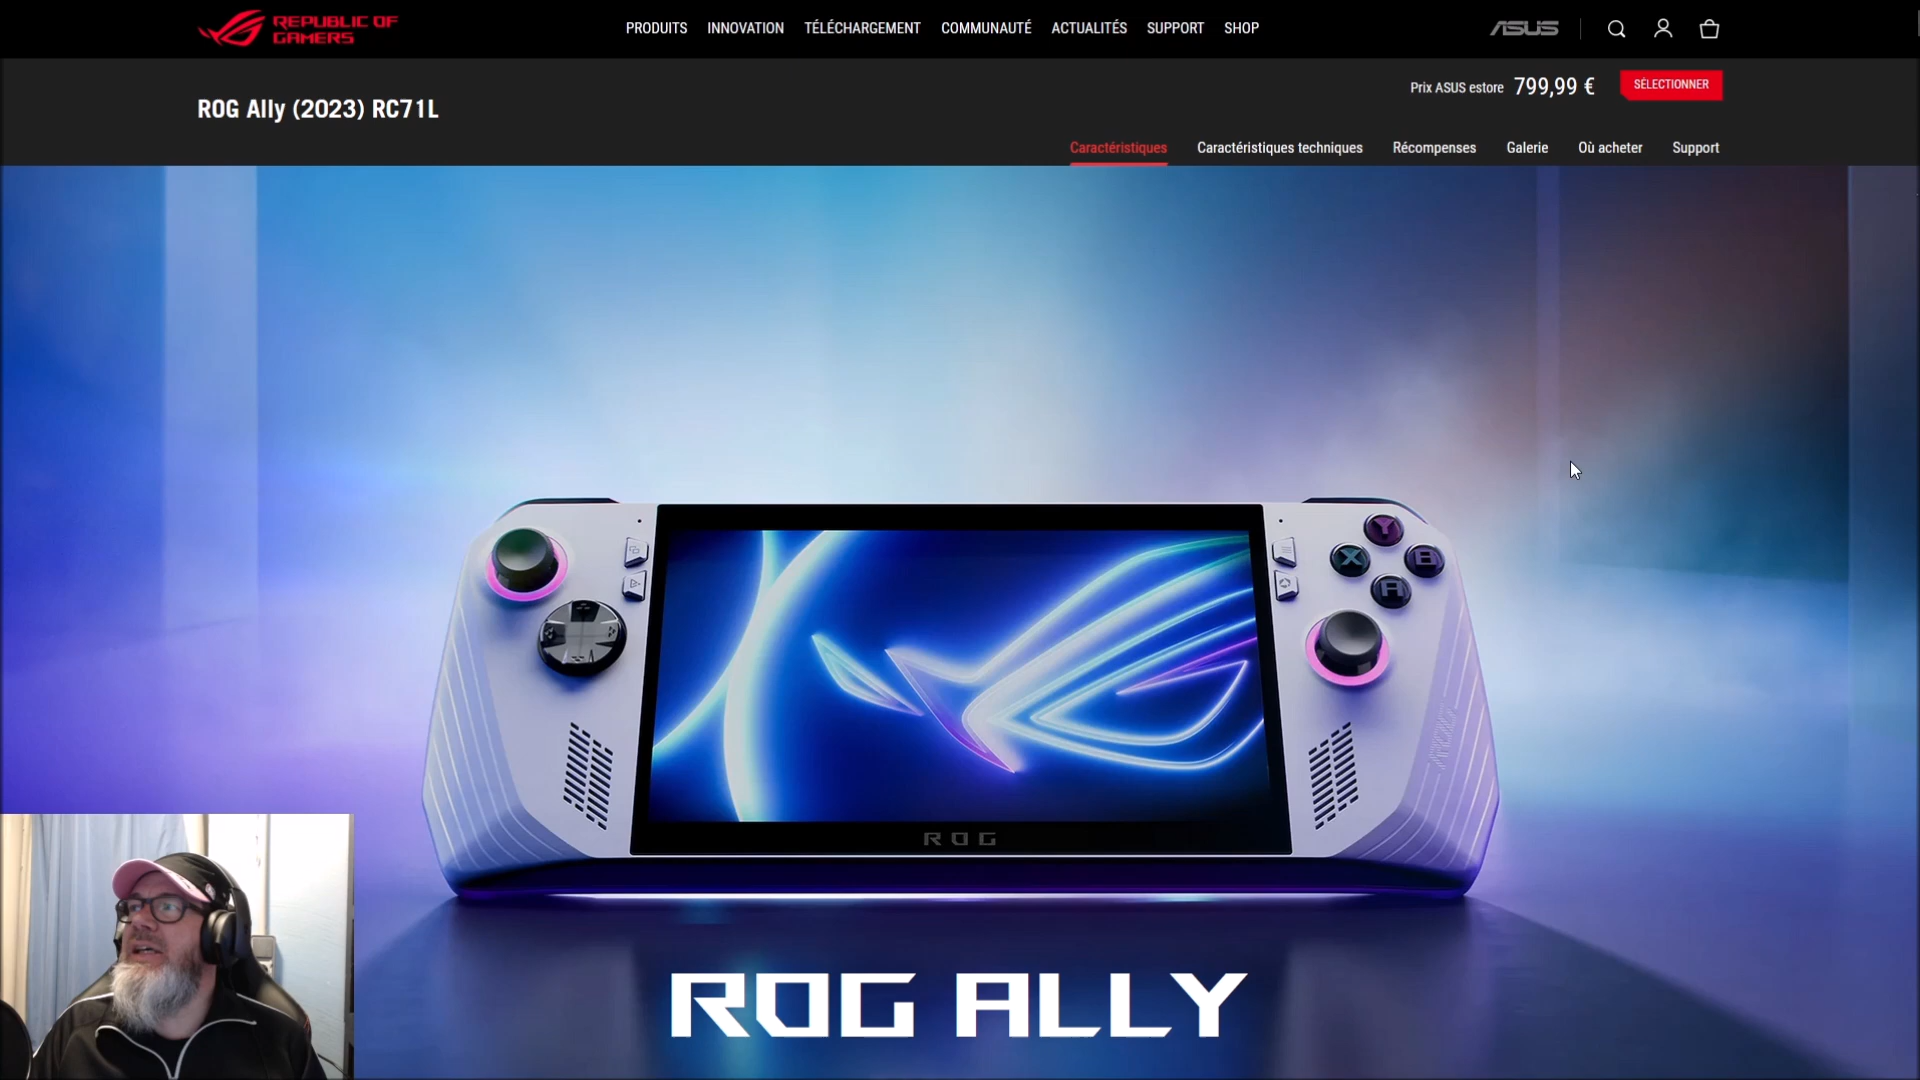 REPUBLIC OF
GAMERS
PRODUITS INNOVATION TÉLÉCHARGEMENT COMMUNAUTÉ ACTUALITÉS SUPPORT SHOP
ASUS
Prix ASUS estore 799,99 € SÉLECTIONNER
ROG Ally (2023) RC71L
Caractéristiques Caractéristiques techniques Récompenses Galerie Où acheter Support
Y
X B
A
ROG
ROG ALLY